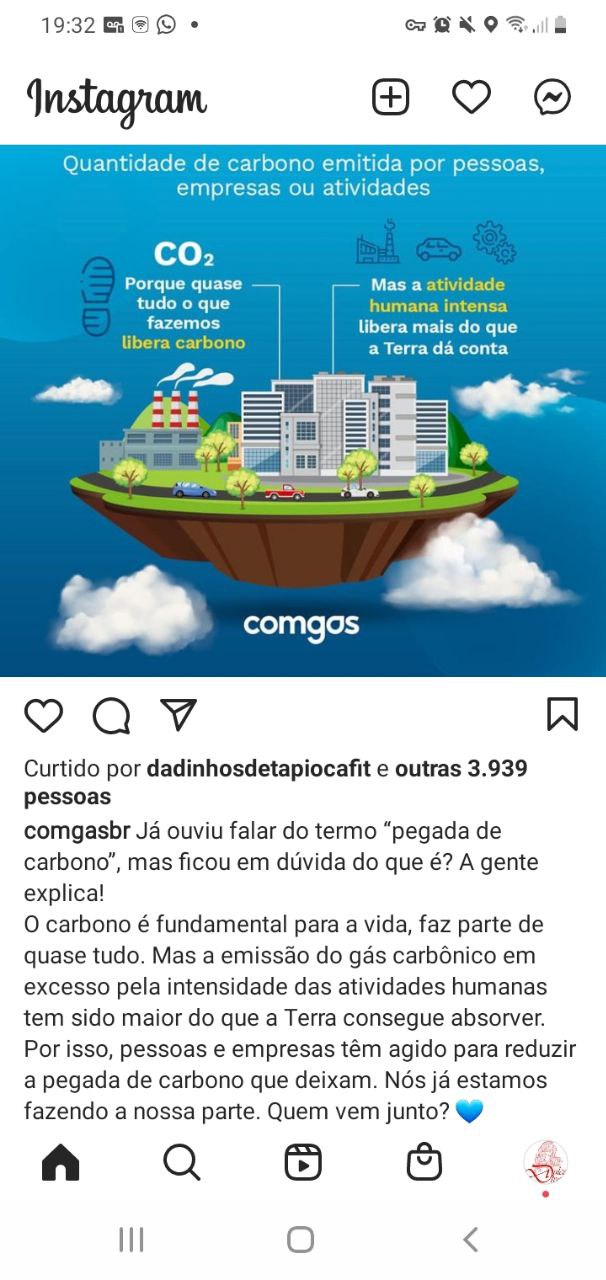 19:32
Instagram
Quantidade de carbono emitida por pessoas,
empresas ou atividades
CO₂
Porque quase
tudo o que
fazemos
libera carbono
Mas a atividade
humana intensa
libera mais do que
a Terra dá conta
comgas
Curtido por dadinhosdetapiocafit e outras 3.939
pessoas
comgasbr Já ouviu falar do termo “pegada de
carbono”, mas ficou em dúvida do que é? A gente
explica!
O carbono é fundamental para a vida, faz parte de
quase tudo. Mas a emissão do gás carbônico em
excesso pela intensidade das atividades humanas
tem sido maior do que a Terra consegue absorver.
Por isso, pessoas e empresas têm agido para reduzir
a pegada de carbono que deixam. Nós já estamos
fazendo a nossa parte. Quem vem junto? 💙